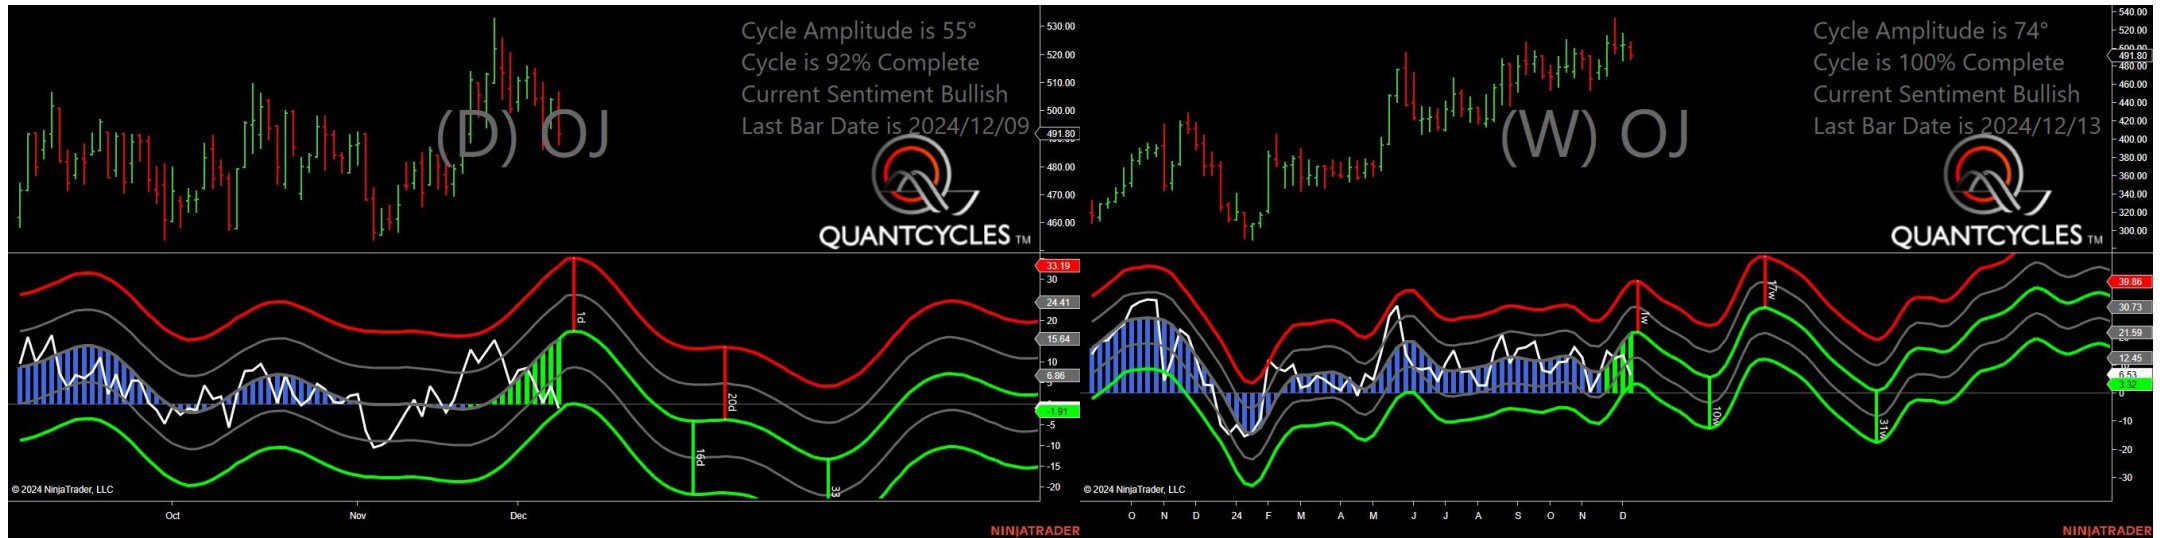 Cycle Amplitude is 55°
Cycle is 92% Complete
Current Sentiment Bullish
Last Bar Date is 2024/12/09
(D) OJ
QUANTCYCLES TM
530.00
520.00
510.00
500.00
491.80
480.00
470.00
460.00
33.19
30
24.41
20
15.64
10
6.86
5
-1.91
-5
-10
-15
-20
1d
20d
16d
33
© 2024 NinjaTrader, LLC
Oct
Nov
Dec
NINJATRADER
Cycle Amplitude is 74°
Cycle is 100% Complete
Current Sentiment Bullish
Last Bar Date is 2024/12/13
(W) OJ
QUANTCYCLES TM
540.00
520.00
500.00
491.80
480.00
460.00
440.00
420.00
400.00
380.00
360.00
340.00
320.00
300.00
39.86
30.73
21.59
12.45
6.53
3.32
0
-10
-20
-30
1w
17w
10w
31w
© 2024 NinjaTrader, LLC
O N D 24 F M A M J J A S O N D
NINJATRADER